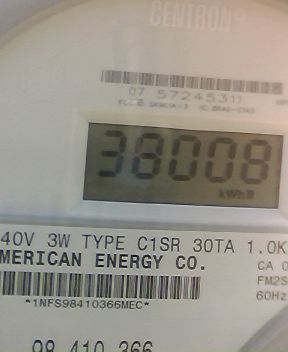 CENTRON
07 57245311
38008
kWh
40V 3W TYPE C1SR 30TA 1.0K
MERICAN ENERGY CO.
CA 0
*1NFS98410366MEC*
FM2S
60Hz
98 410 366